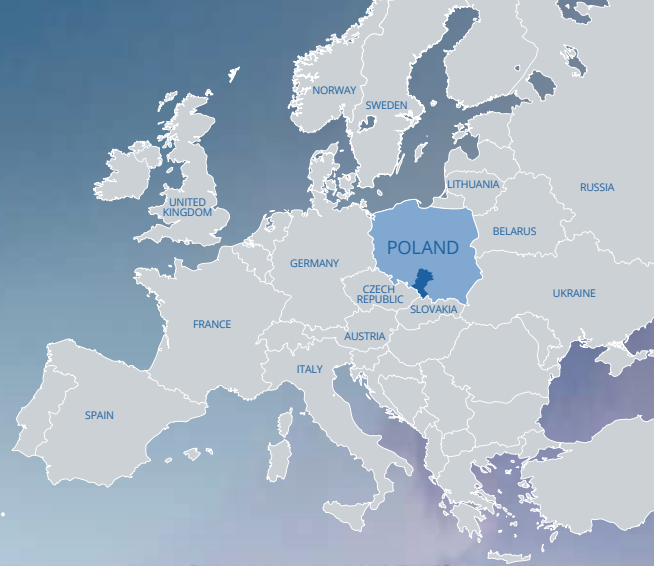 NORWAY
SWEDEN
LITHUANIA
RUSSIA
UNITED
KINGDOM
BELARUS
POLAND
GERMANY
CZECH
REPUBLIC
UKRAINE
SLOVAKIA
FRANCE
AUSTRIA
ITALY
SPAIN